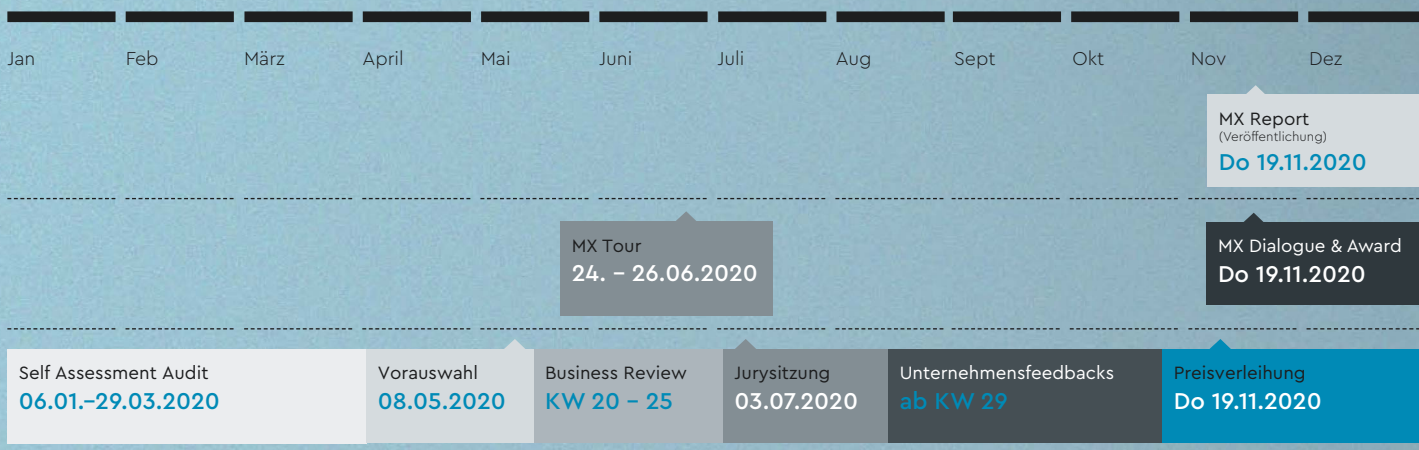 Jan Feb März April Mai Juni Juli Aug Sept Okt Nov Dez
MX Report
(Veröffentlichung)
Do 19.11.2020
MX Tour
24. – 26.06.2020
MX Dialogue & Award
Do 19.11.2020
Self Assessment Audit
06.01.–29.03.2020
Vorauswahl
08.05.2020
Business Review
KW 20 – 25
Jurysitzung
03.07.2020
Unternehmensfeedbacks
ab KW 29
Preisverleihung
Do 19.11.2020